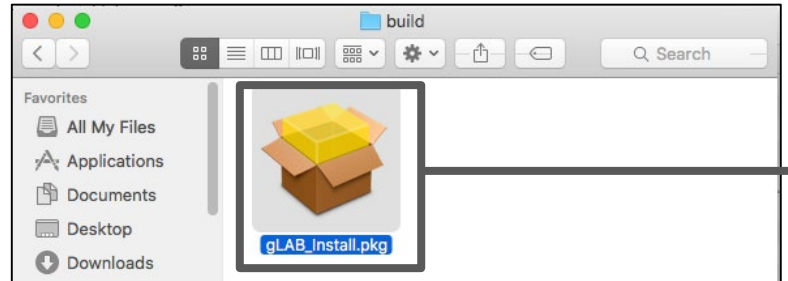 build
Search
Favorites
All My Files
Applications
Documents
Desktop
Downloads
gLAB_Install.pkg